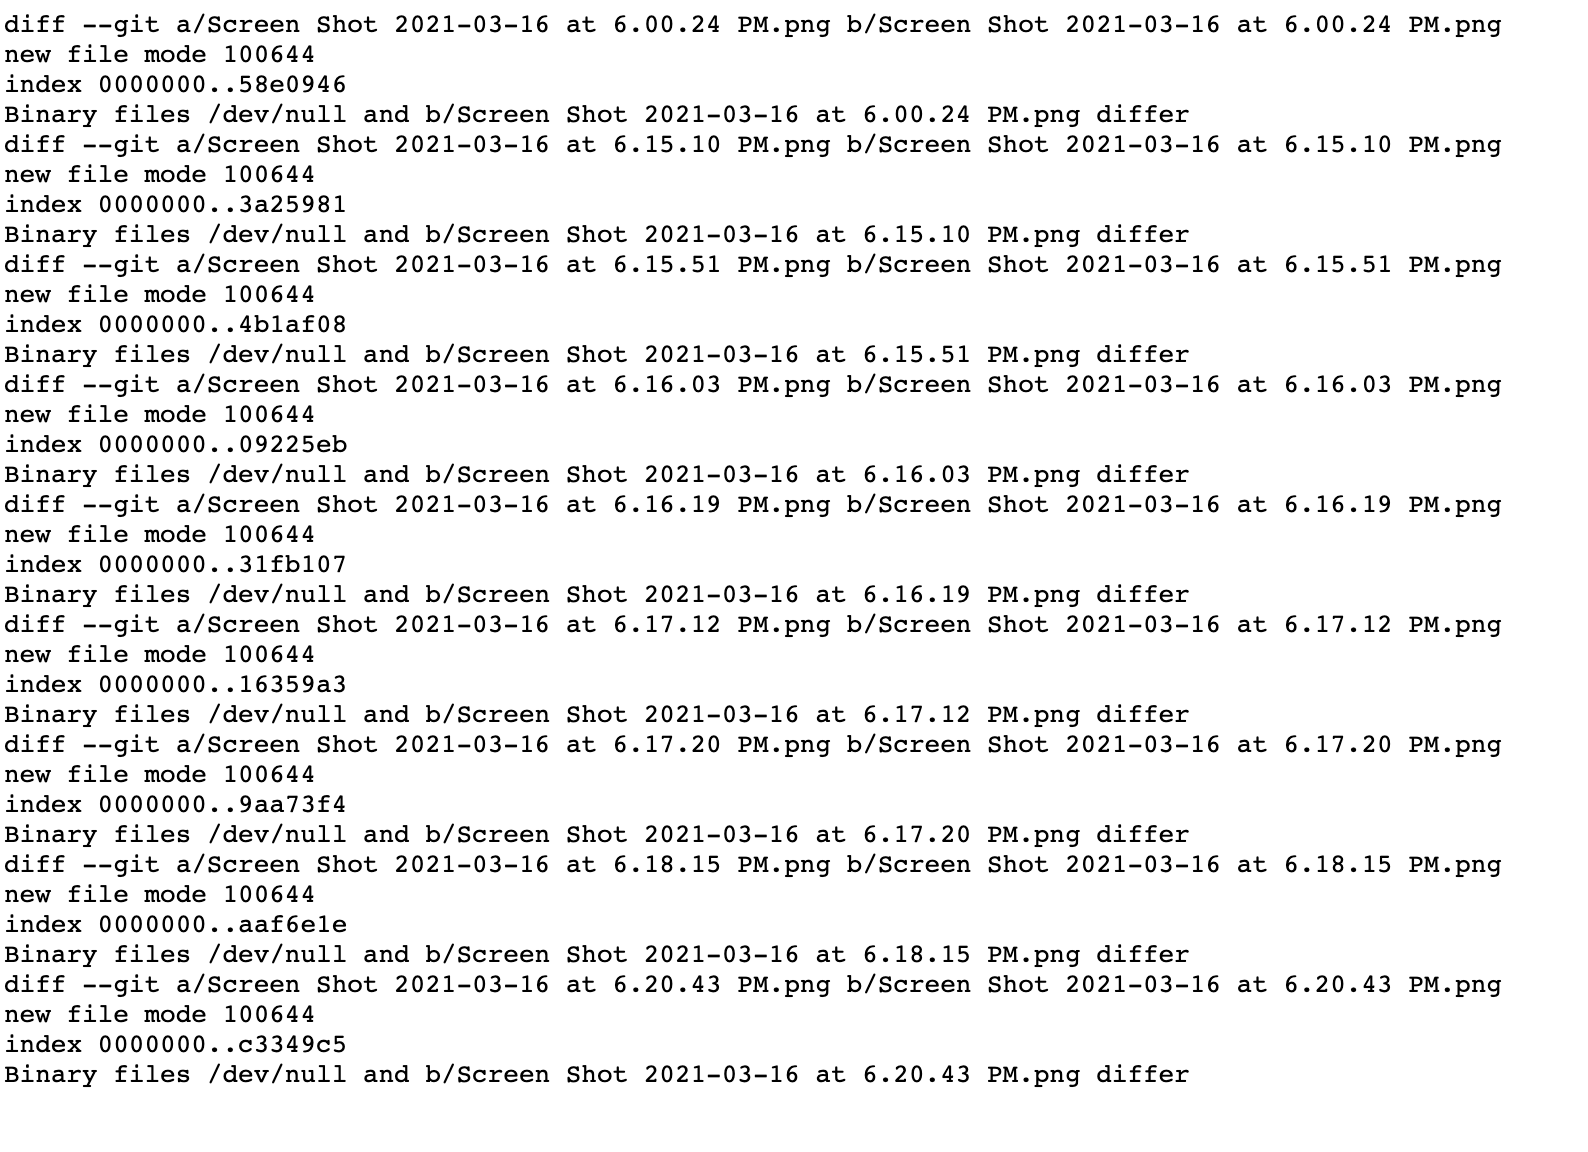 diff --git a/Screen Shot 2021-03-16 at 6.00.24 PM.png b/Screen Shot 2021-03-16 at 6.00.24 PM.png
new file mode 100644
index 0000000..58e0946
Binary files /dev/null and b/Screen Shot 2021-03-16 at 6.00.24 PM.png differ
diff --git a/Screen Shot 2021-03-16 at 6.15.10 PM.png b/Screen Shot 2021-03-16 at 6.15.10 PM.png
new file mode 100644
index 0000000..3a25981
Binary files /dev/null and b/Screen Shot 2021-03-16 at 6.15.10 PM.png differ
diff --git a/Screen Shot 2021-03-16 at 6.15.51 PM.png b/Screen Shot 2021-03-16 at 6.15.51 PM.png
new file mode 100644
index 0000000..4b1af08
Binary files /dev/null and b/Screen Shot 2021-03-16 at 6.15.51 PM.png differ
diff --git a/Screen Shot 2021-03-16 at 6.16.03 PM.png b/Screen Shot 2021-03-16 at 6.16.03 PM.png
new file mode 100644
index 0000000..09225eb
Binary files /dev/null and b/Screen Shot 2021-03-16 at 6.16.03 PM.png differ
diff --git a/Screen Shot 2021-03-16 at 6.16.19 PM.png b/Screen Shot 2021-03-16 at 6.16.19 PM.png
new file mode 100644
index 0000000..31fb107
Binary files /dev/null and b/Screen Shot 2021-03-16 at 6.16.19 PM.png differ
diff --git a/Screen Shot 2021-03-16 at 6.17.12 PM.png b/Screen Shot 2021-03-16 at 6.17.12 PM.png
new file mode 100644
index 0000000..16359a3
Binary files /dev/null and b/Screen Shot 2021-03-16 at 6.17.12 PM.png differ
diff --git a/Screen Shot 2021-03-16 at 6.17.20 PM.png b/Screen Shot 2021-03-16 at 6.17.20 PM.png
new file mode 100644
index 0000000..9aa73f4
Binary files /dev/null and b/Screen Shot 2021-03-16 at 6.17.20 PM.png differ
diff --git a/Screen Shot 2021-03-16 at 6.18.15 PM.png b/Screen Shot 2021-03-16 at 6.18.15 PM.png
new file mode 100644
index 0000000..aaf6e1e
Binary files /dev/null and b/Screen Shot 2021-03-16 at 6.18.15 PM.png differ
diff --git a/Screen Shot 2021-03-16 at 6.20.43 PM.png b/Screen Shot 2021-03-16 at 6.20.43 PM.png
new file mode 100644
index 0000000..c3349c5
Binary files /dev/null and b/Screen Shot 2021-03-16 at 6.20.43 PM.png differ